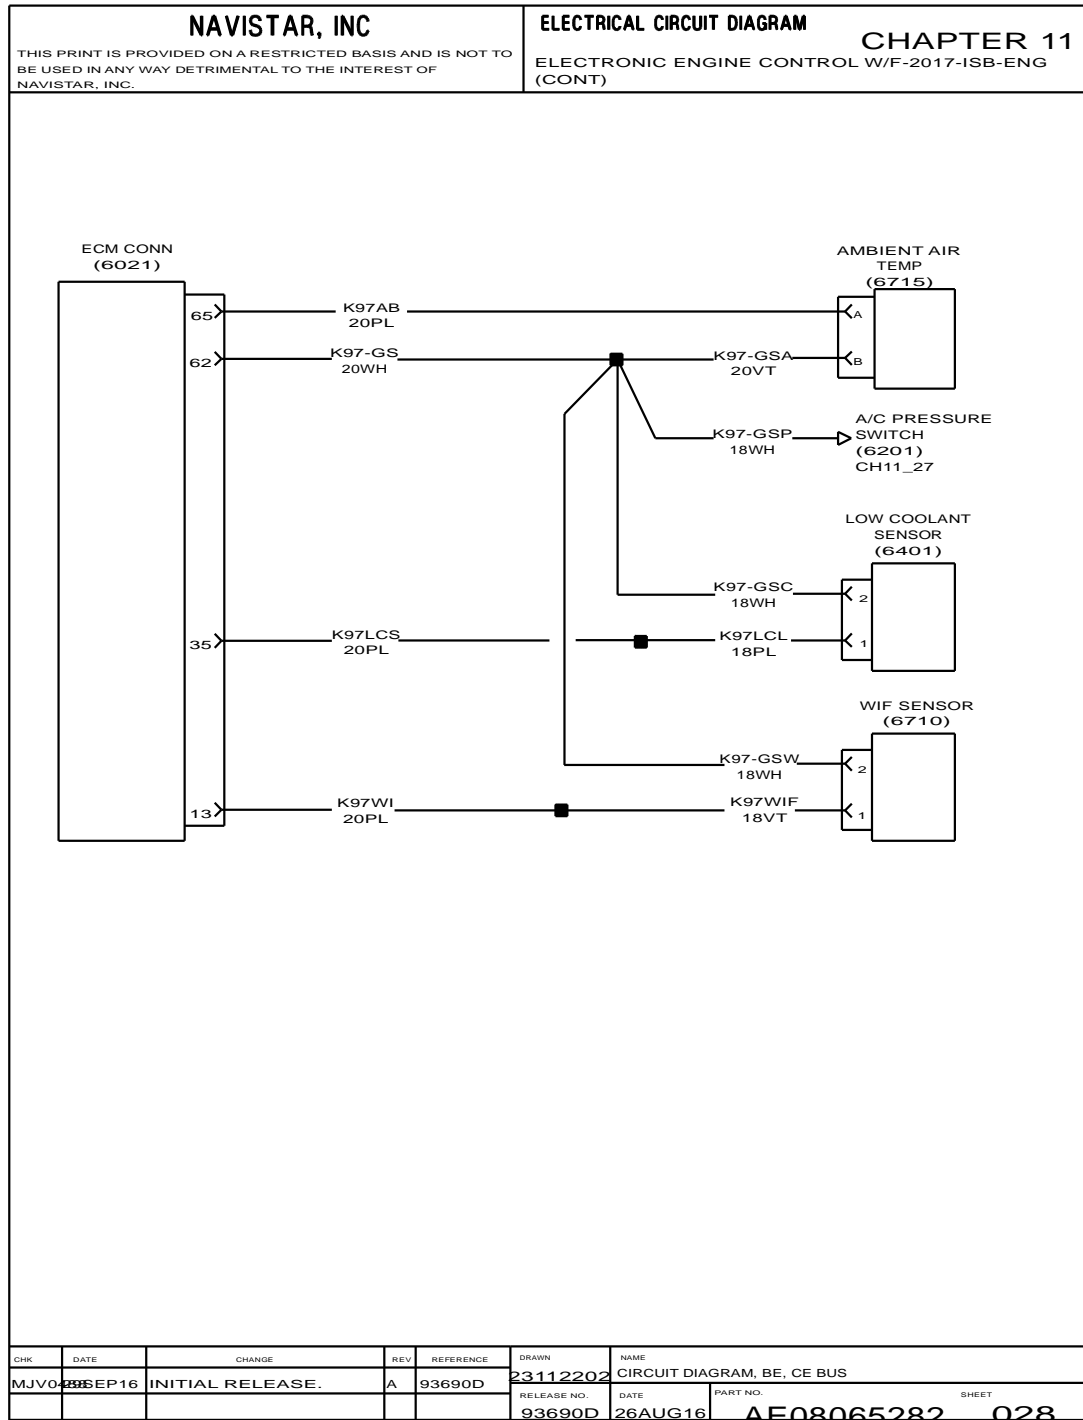 NAVISTAR, INC
THIS PRINT IS PROVIDED ON A RESTRICTED BASIS AND IS NOT TO
BE USED IN ANY WAY DETRIMENTAL TO THE INTEREST OF
NAVISTAR, INC.
ELECTRICAL CIRCUIT DIAGRAM
CHAPTER 11
ELECTRONIC ENGINE CONTROL W/F-2017-ISB-ENG
(CONT)
ECM CONN
(6021)
AMBIENT AIR
TEMP
(6715)
65
K97AB
20PL
A
62
K97-GS
20WH
K97-GSA
20VT
B
K97-GSP
18WH
A/C PRESSURE
SWITCH
(6201)
CH11_27
LOW COOLANT
SENSOR
(6401)
K97-GSC
18WH
2
35
K97LCS
20PL
K97LCL
18PL
1
WIF SENSOR
(6710)
K97-GSW
18WH
2
13
K97WI
20PL
K97WIF
18VT
1
CHK
DATE
CHANGE
REV
REFERENCE
DRAWN
NAME
SEP16
INITIAL RELEASE.
A
93690D
23112202
CIRCUIT DIAGRAM, BE, CE BUS
RELEASE NO.
DATE
PART NO.
SHEET
93690D
26AUG16
AE08065282
028